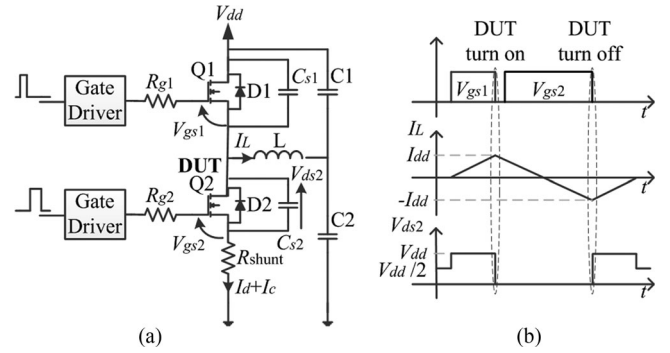 Vdd
Q1
Cs1
C1
Gate
Driver
Rg1
D1
Vgs1
IL
L
DUT
Q2
Vds2
Gate
Driver
Rg2
D2
C2
Vgs2
Cs2
Rshunt
Id+Ic
(a)
DUT
turn on
DUT
turn off
Vgs1
Vgs2
t
IL
Idd
-Idd
t
Vds2
Vdd
Vdd /2
t
(b)